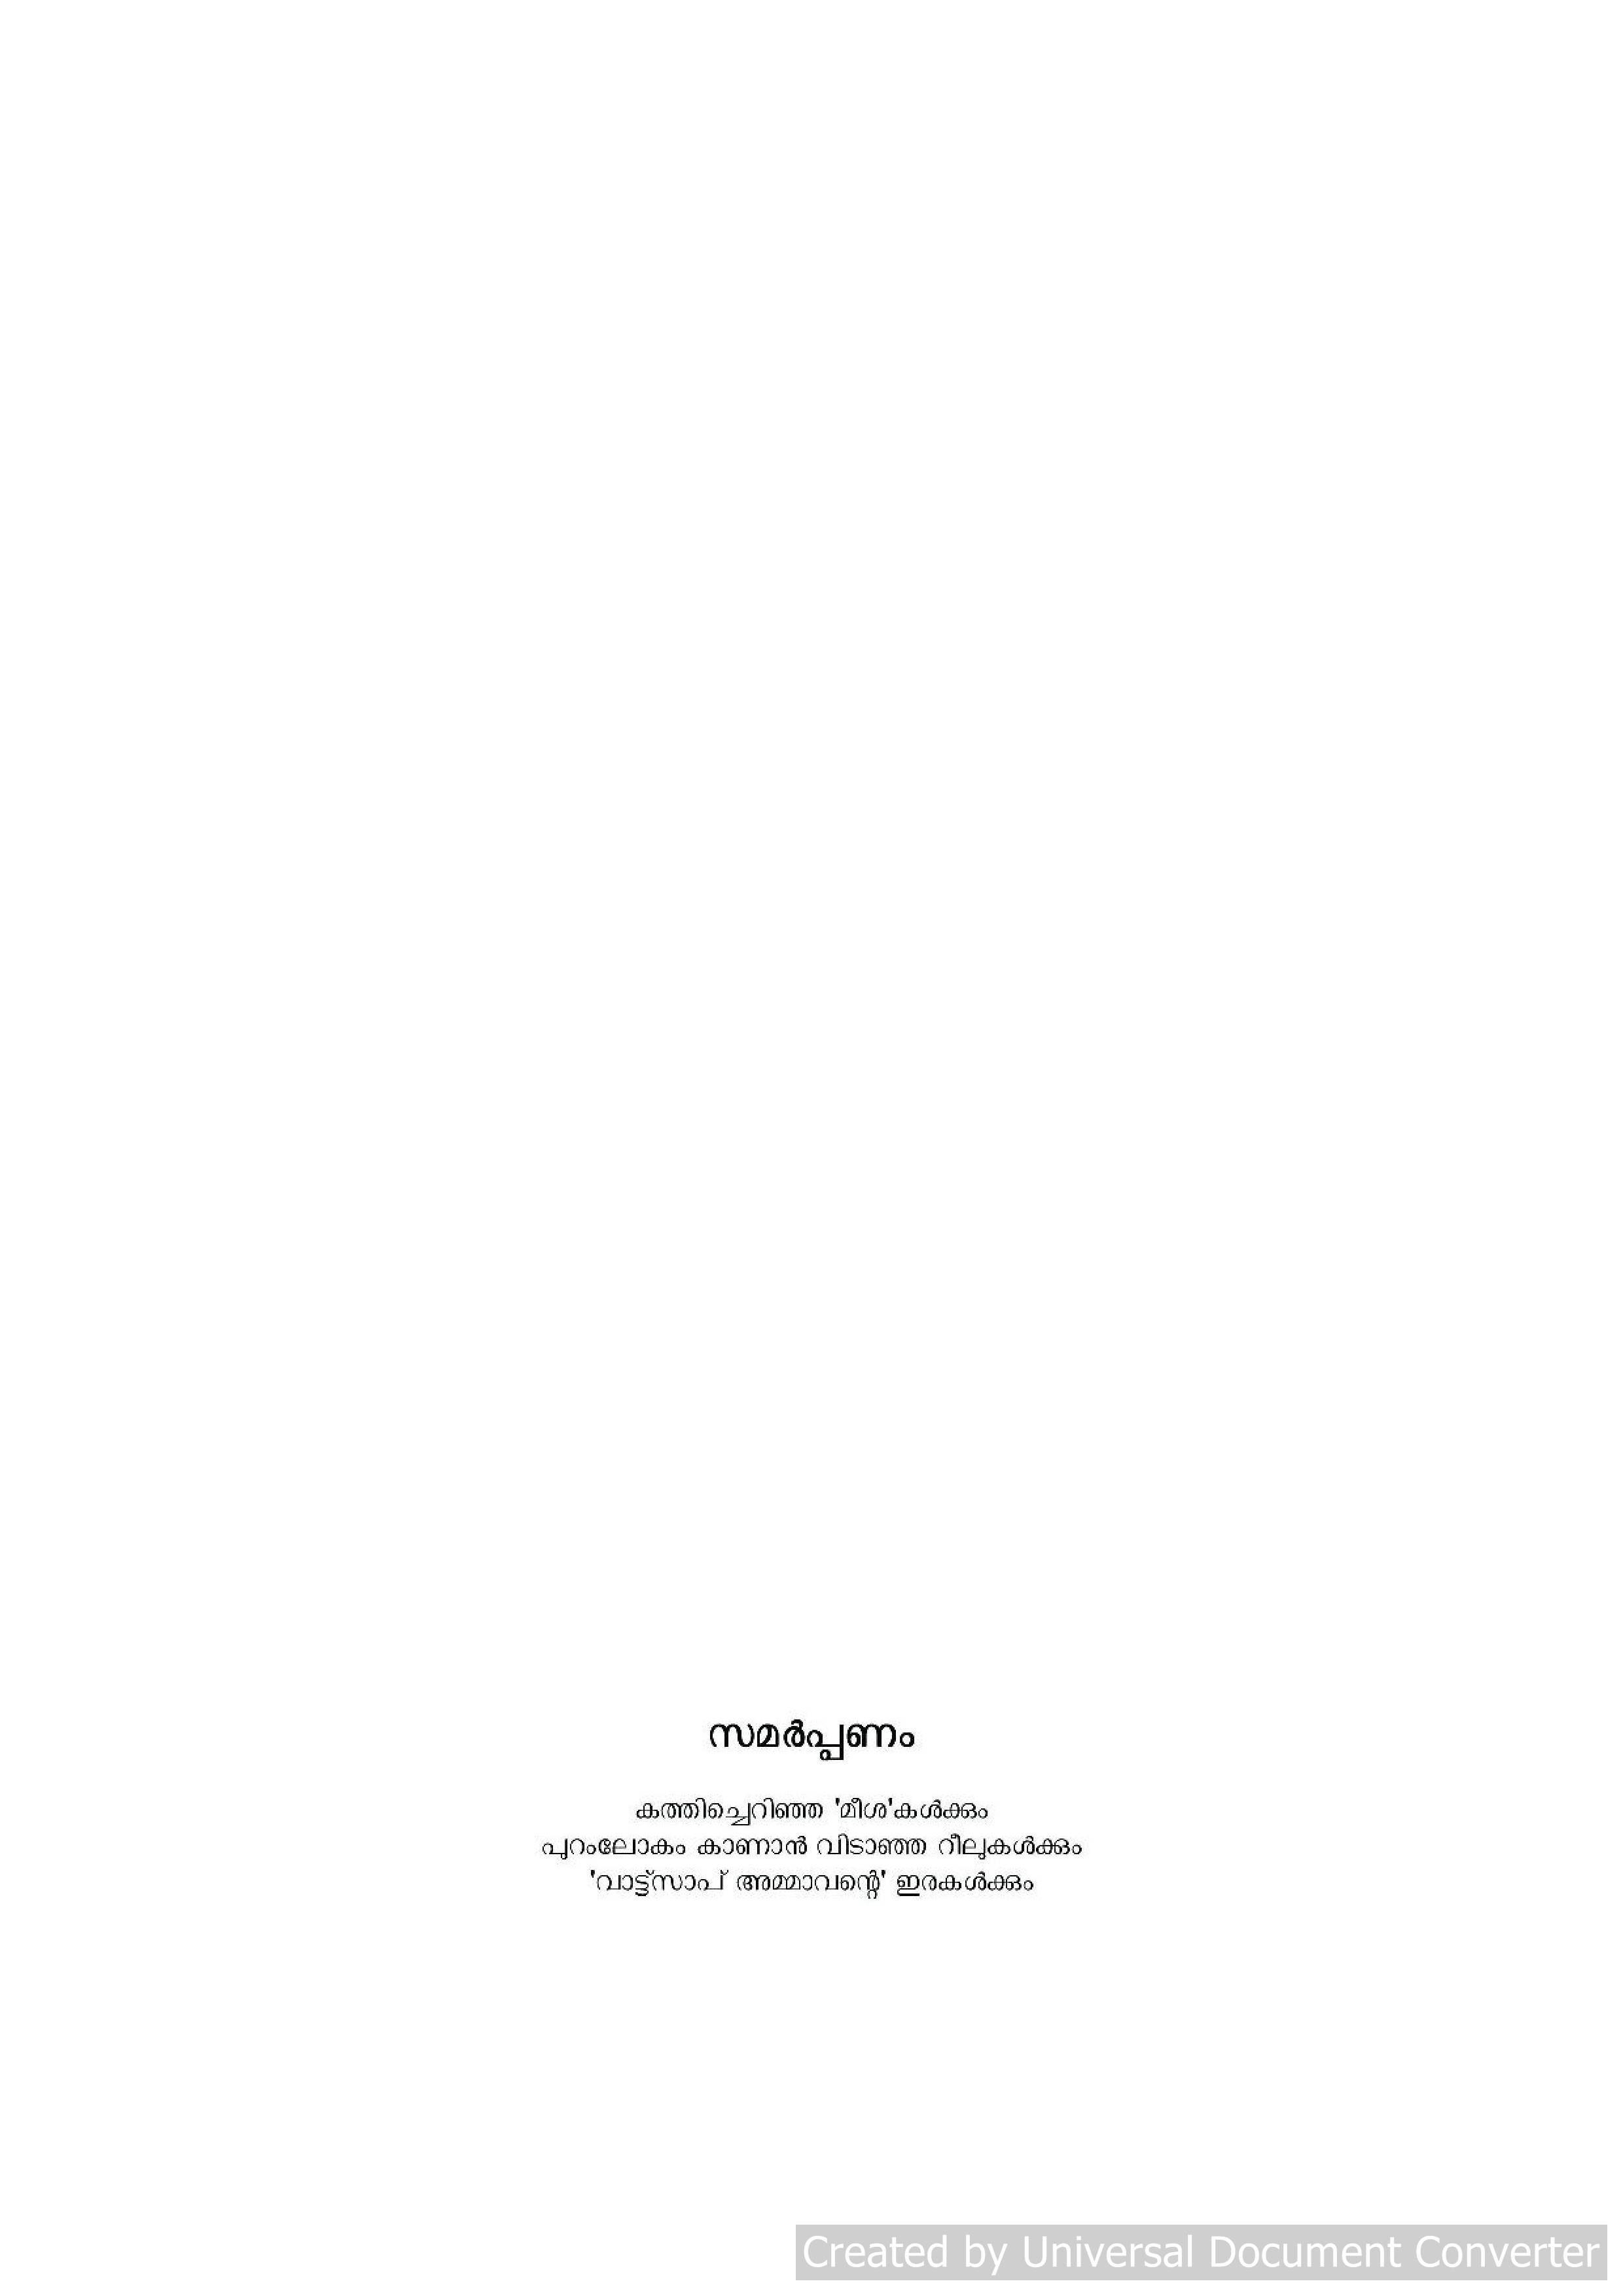 സമർപ്പണം
കത്തിച്ചെറിഞ്ഞ 'മീശ'കൾക്കും
പുറംലോകം കാണാൻ വിടാഞ്ഞ റീലുകൾക്കും
'വാട്ട്സാപ് അമ്മാവന്റെ' ഇരകൾക്കും
Created by Universal Document Converter